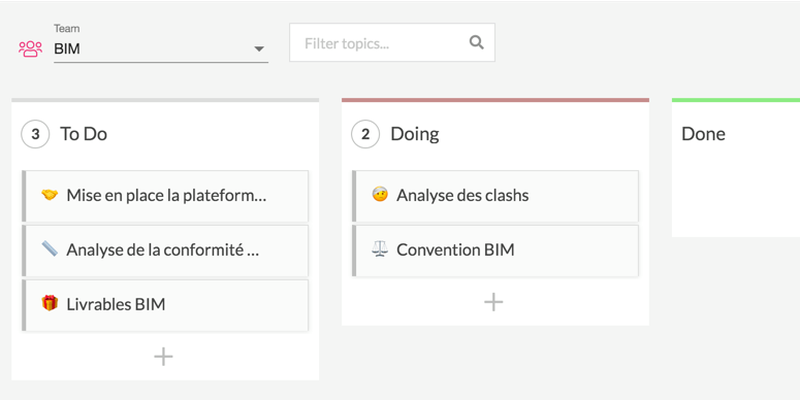 Team
BIM
Filter topics...
3 To Do
Mise en place la plateform...
Analyse de la conformité ...
Livrables BIM
2 Doing
Analyse des clashs
Convention BIM
Done